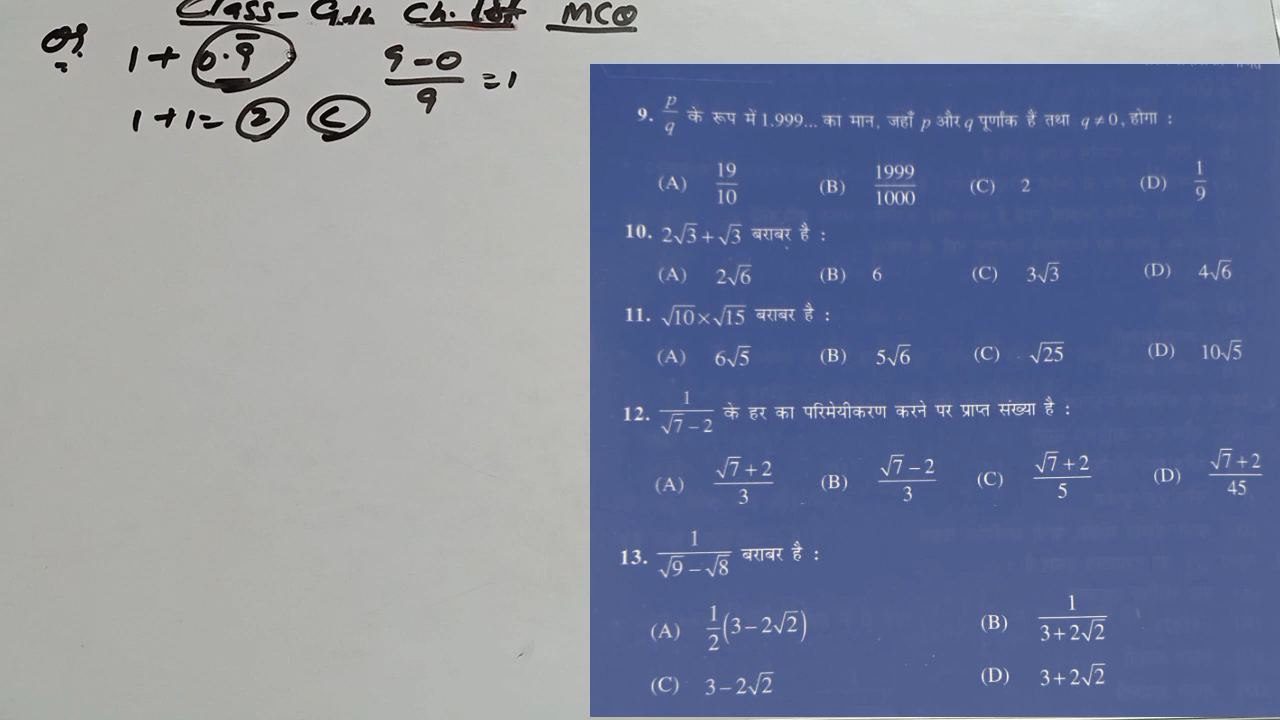 Class - 9th Ch. 1st MCQ
9 1 + 0.9̅ (9-0)/9 = 1
1 + 1 = 2 C
9. p/q के रूप में 1.999... का मान, जहाँ p और q पूर्णांक हैं तथा q ≠ 0, होगा :
(A) 19/10 (B) 1999/1000 (C) 2 (D) 1/9
10. 2√3 + √3 बराबर है :
(A) 2√6 (B) 6 (C) 3√3 (D) 4√6
11. √10 × √15 बराबर है :
(A) 6√5 (B) 5√6 (C) √25 (D) 10√5
12. 1/(√7 - 2) के हर का परिमेयीकरण करने पर प्राप्त संख्या है :
(A) (√7 + 2)/3 (B) (√7 - 2)/3 (C) (√7 + 2)/5 (D) (√7 + 2)/45
13. 1/(√9 - √8) बराबर है :
(A) 1/2 (3 - 2√2) (B) 1/(3 + 2√2)
(C) 3 - 2√2 (D) 3 + 2√2